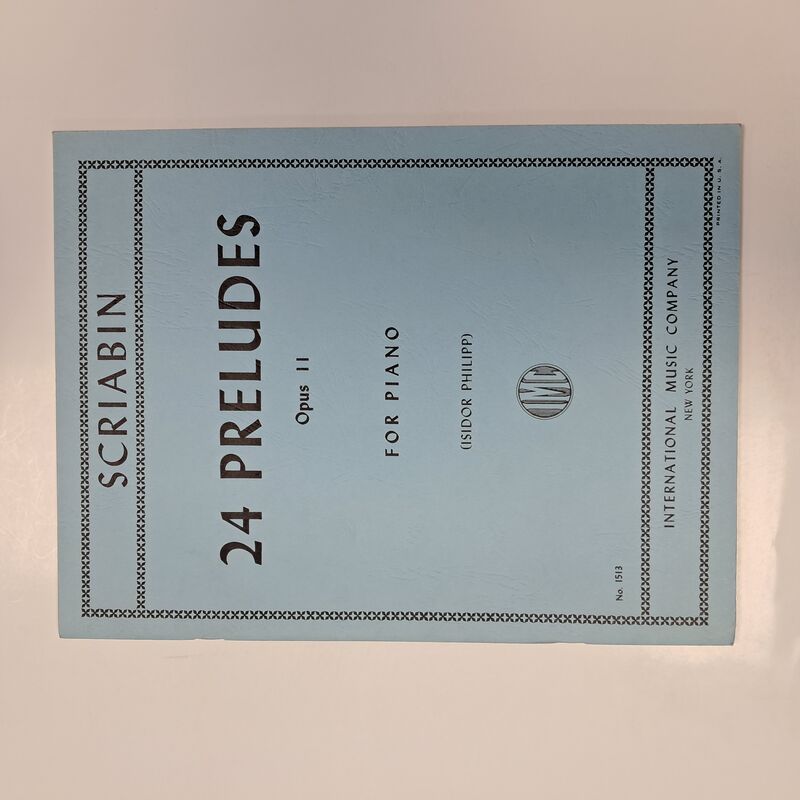 SCRIABIN
24 PRELUDES
Opus 11
FOR PIANO
(ISIDOR PHILIPP)
IMC
No. 1513
INTERNATIONAL MUSIC COMPANY
NEW YORK
PRINTED IN U. S. A.